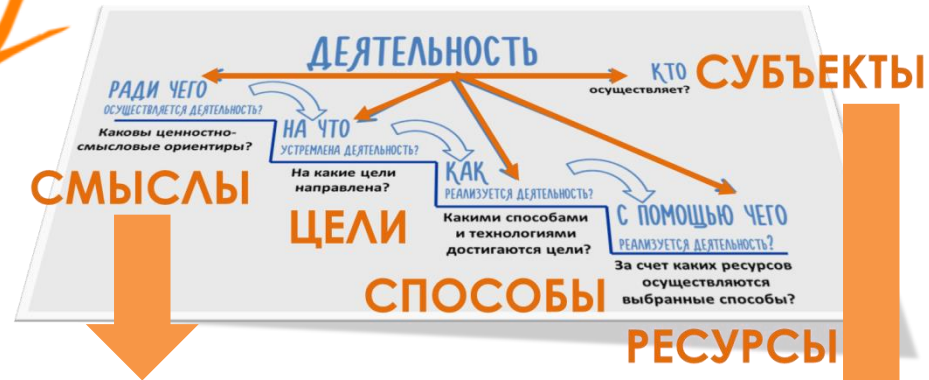 ДЕЯТЕЛЬНОСТЬ
РАДИ ЧЕГО
ОСУЩЕСТВЛЯЕТСЯ ДЕЯТЕЛЬНОСТЬ?
Каковы ценностно-
смысловые ориентиры?
СМЫСЛЫ
НА ЧТО
УСТРЕМЛЕНА ДЕЯТЕЛЬНОСТЬ?
На какие цели
направлена?
ЦЕЛИ
КАК
РЕАЛИЗУЕТСЯ ДЕЯТЕЛЬНОСТЬ?
Какими способами
и технологиями
достигаются цели?
СПОСОБЫ
С ПОМОЩЬЮ ЧЕГО
РЕАЛИЗУЕТСЯ ДЕЯТЕЛЬНОСТЬ?
За счет каких ресурсов
осуществляются
выбранные способы?
РЕСУРСЫ
КТО
осуществляет?
СУБЪЕКТЫ